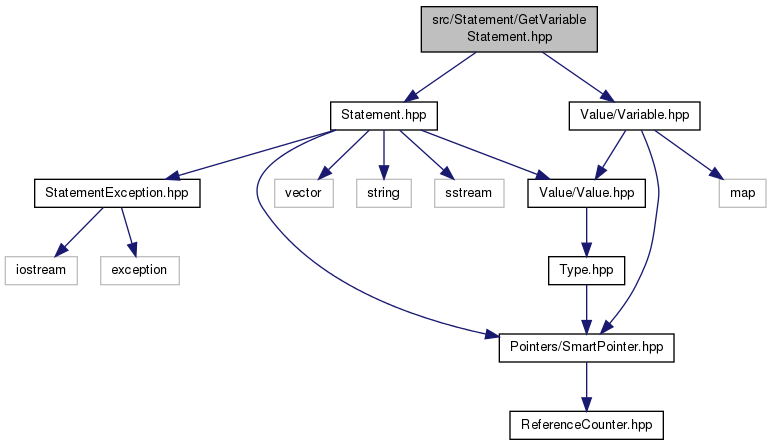 src/Statement/GetVariable
Statement.hpp
Statement.hpp
Value/Variable.hpp
StatementException.hpp
vector
string
sstream
Value/Value.hpp
map
iostream
exception
Type.hpp
Pointers/SmartPointer.hpp
ReferenceCounter.hpp